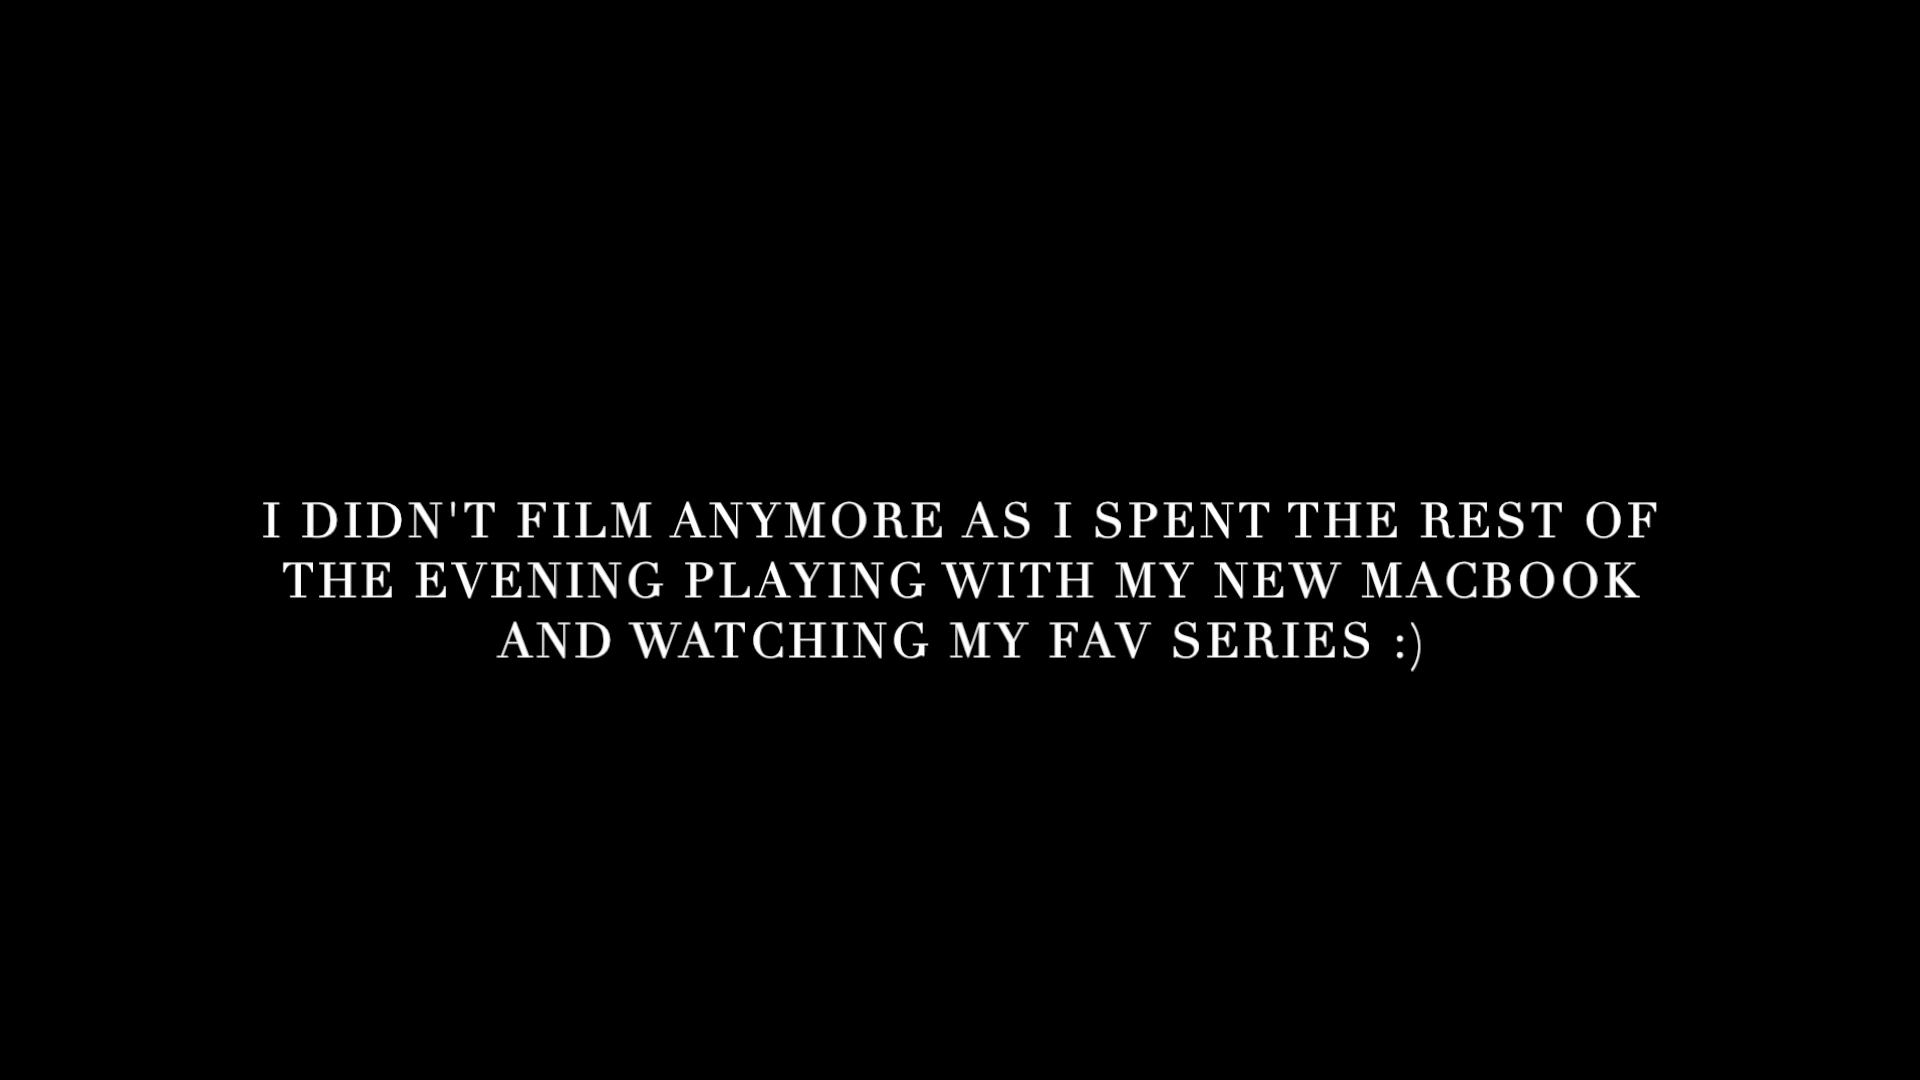 I DIDN'T FILM ANYMORE AS I SPENT THE REST OF
THE EVENING PLAYING WITH MY NEW MACBOOK
AND WATCHING MY FAV SERIES :)